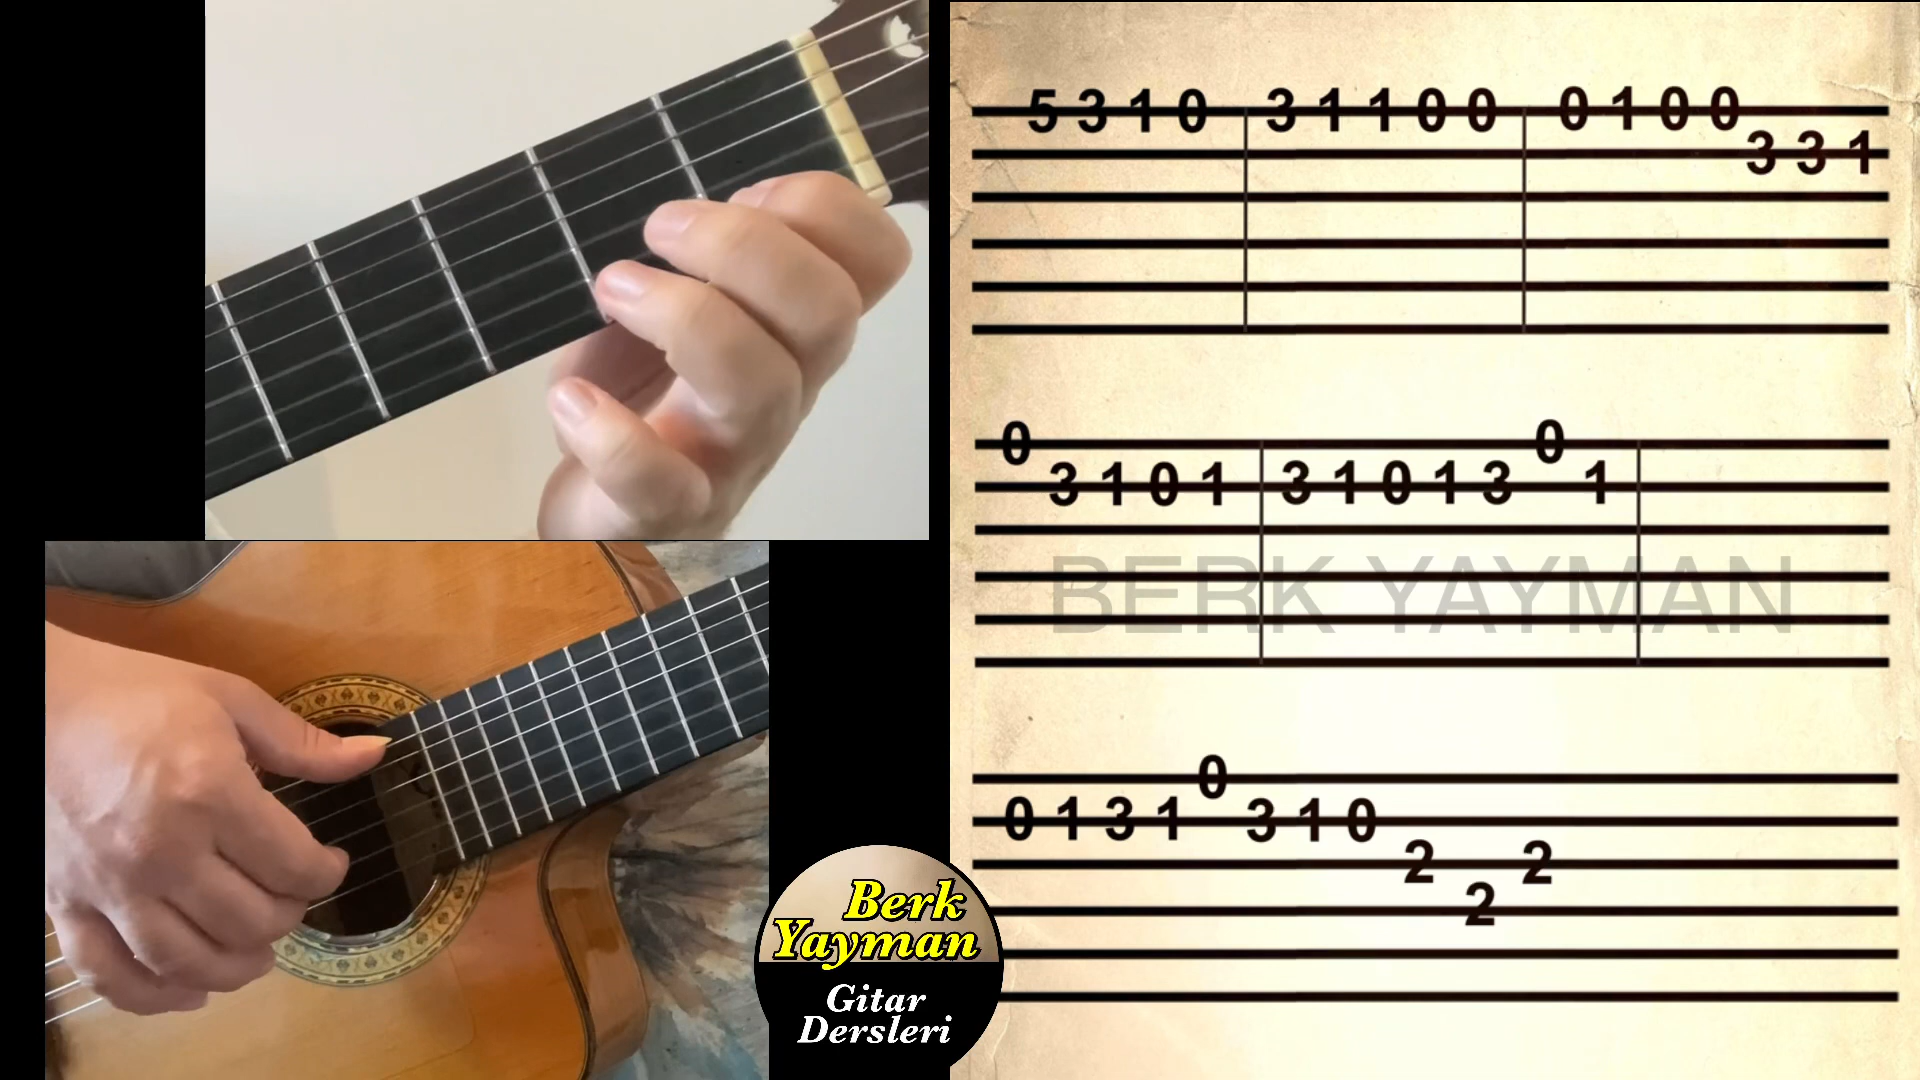 5 3 1 0 3 1 1 0 0 0 1 0 0
3 3 1
0 0
3 1 0 1 3 1 0 1 3 1
BERK YAYMAN
0
0 1 3 1 3 1 0
2 2
2
Berk
Yayman
Gitar
Dersleri